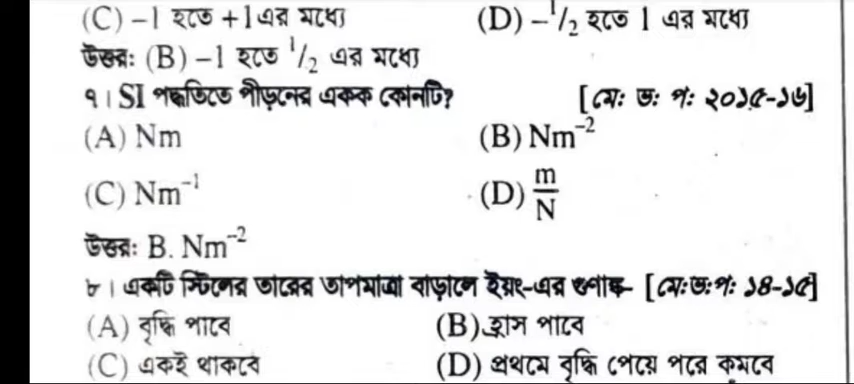 (C) –1 হতে +1এর মধ্যে (D) –1/2 হতে 1 এর মধ্যে
উত্তর: (B) –1 হতে 1/2 এর মধ্যে
৭। SI পদ্ধতিতে পীড়নের একক কোনটি? [মে: ভ: প: ২০১৫-১৬]
(A) Nm (B) Nm⁻²
(C) Nm⁻¹ (D) m/N
উত্তর: B. Nm⁻²
৮। একটি স্টিলের তারের তাপমাত্রা বাড়ালে ইয়ং-এর গুণাঙ্ক- [মে:ভ:প: ১৪-১৫]
(A) বৃদ্ধি পাবে (B) হ্রাস পাবে
(C) একই থাকবে (D) প্রথমে বৃদ্ধি পেয়ে পরে কমবে